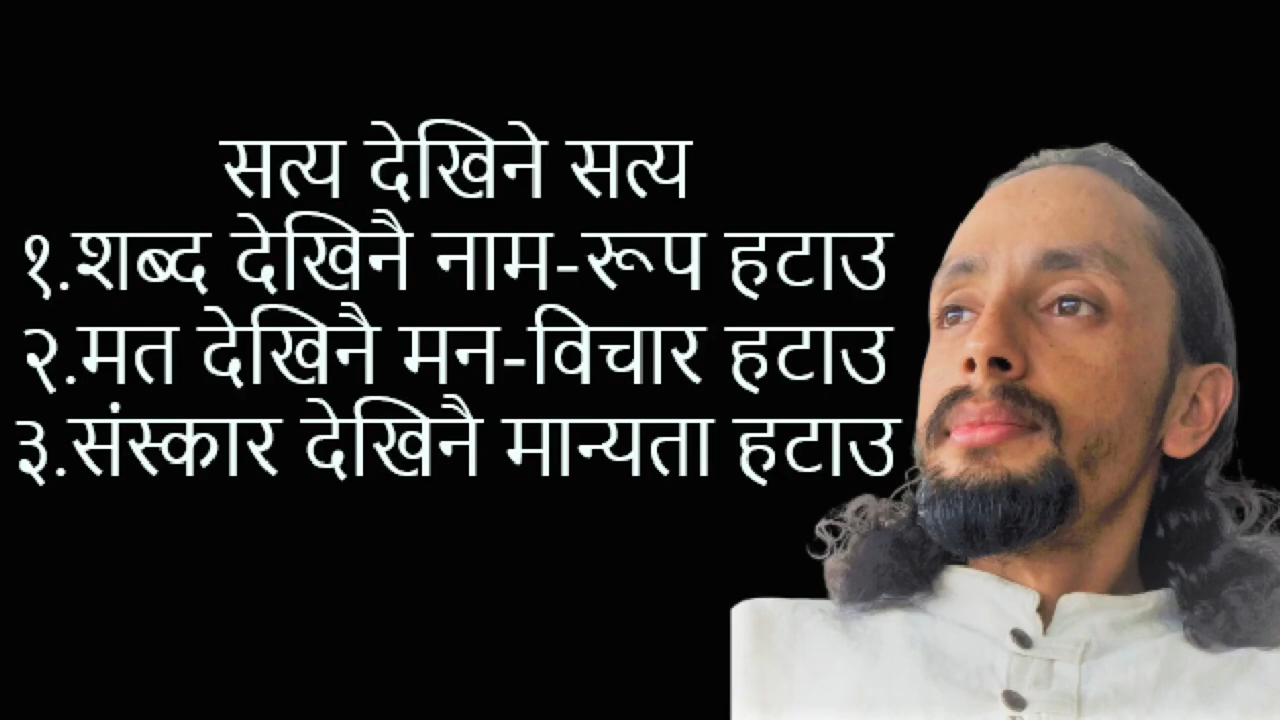 सत्य देखिने सत्य
१.शब्द देखिनै नाम-रूप हटाउ
२.मत देखिनै मन-विचार हटाउ
३.संस्कार देखिनै मान्यता हटाउ